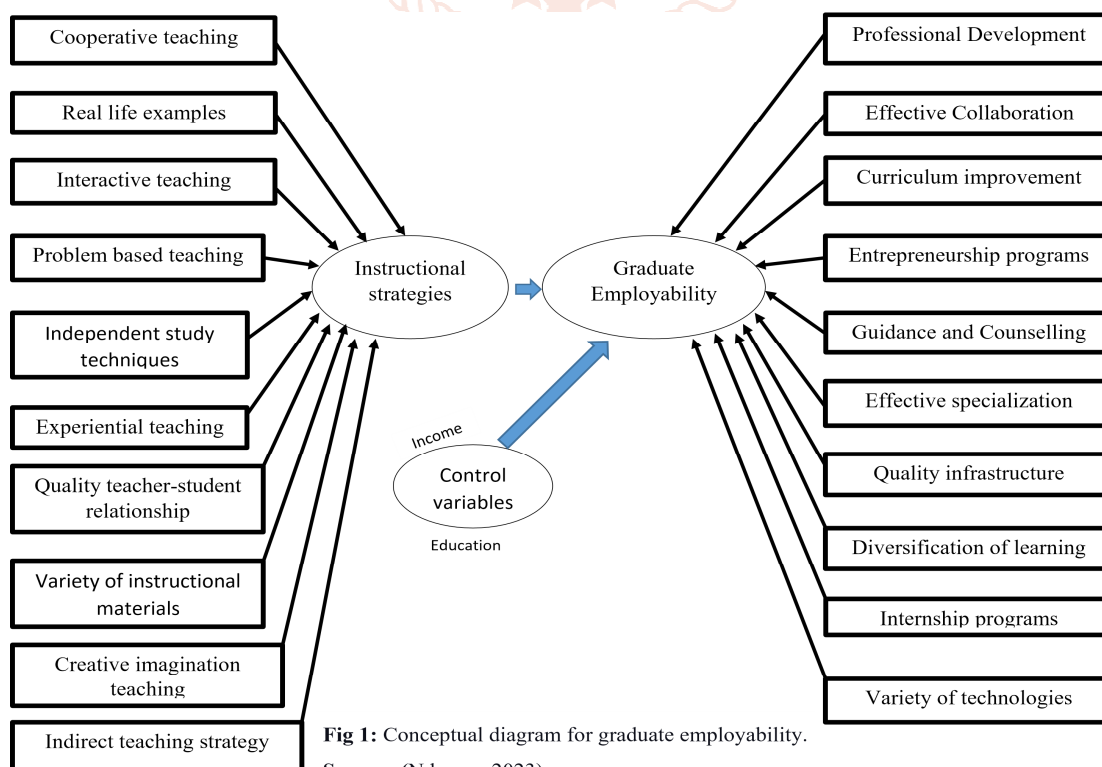 Cooperative teaching
Real life examples
Interactive teaching
Problem based teaching
Independent study
techniques
Experiential teaching
Quality teacher-student
relationship
Variety of instructional
materials
Creative imagination
teaching
Indirect teaching strategy
Instructional
strategies
Income
Control
variables
Education
Graduate
Employability
Professional Development
Effective Collaboration
Curriculum improvement
Entrepreneurship programs
Guidance and Counselling
Effective specialization
Quality infrastructure
Diversification of learning
Internship programs
Variety of technologies
Fig 1: Conceptual diagram for graduate employability.
2023)